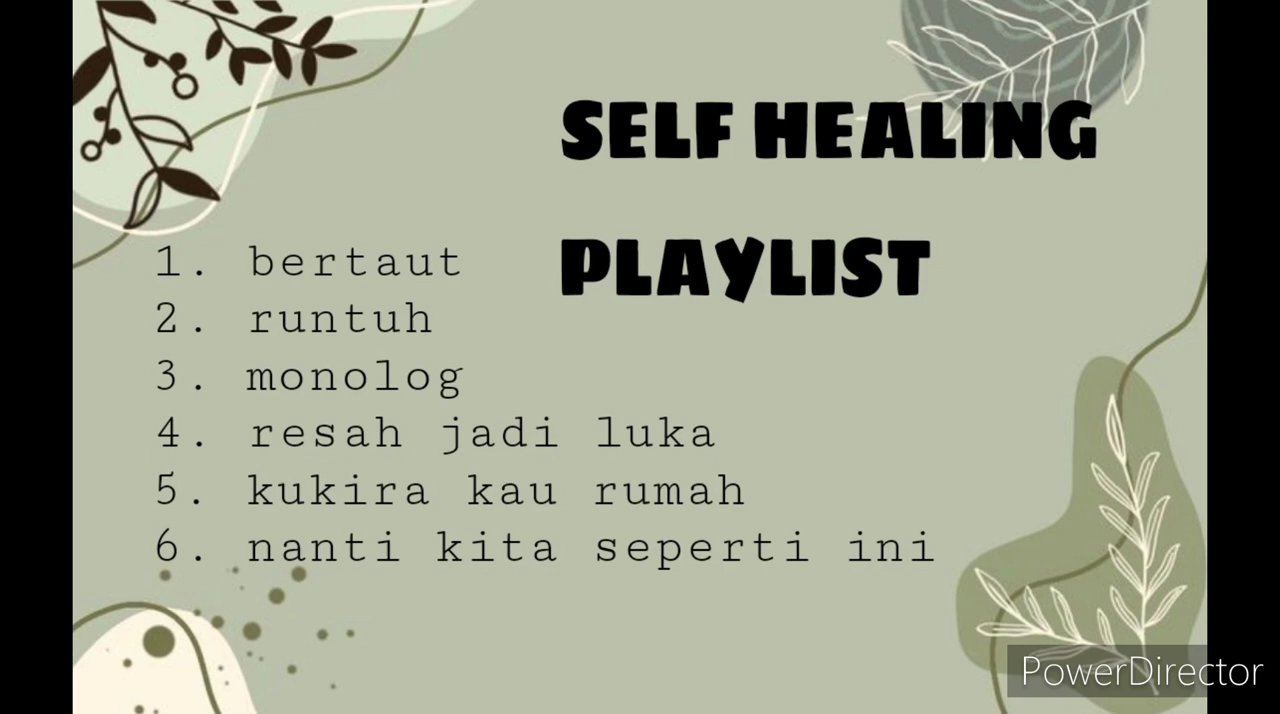 SELF HEALING
PLAYLIST
1. bertaut
2. runtuh
3. monolog
4. resah jadi luka
5. kukira kau rumah
6. nanti kita seperti ini
PowerDirector